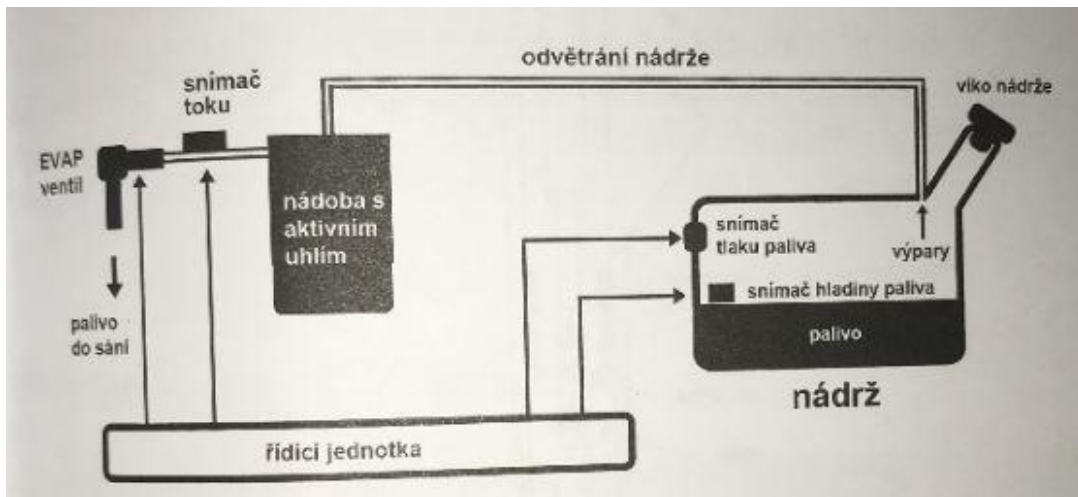 odvětrání nádrže
snímač
toku
víko nádrže
EVAP
ventil
nádoba s
aktivním
uhlím
snímač
tlaku paliva
výpary
snímač hladiny paliva
palivo
do sání
palivo
nádrž
řídicí jednotka